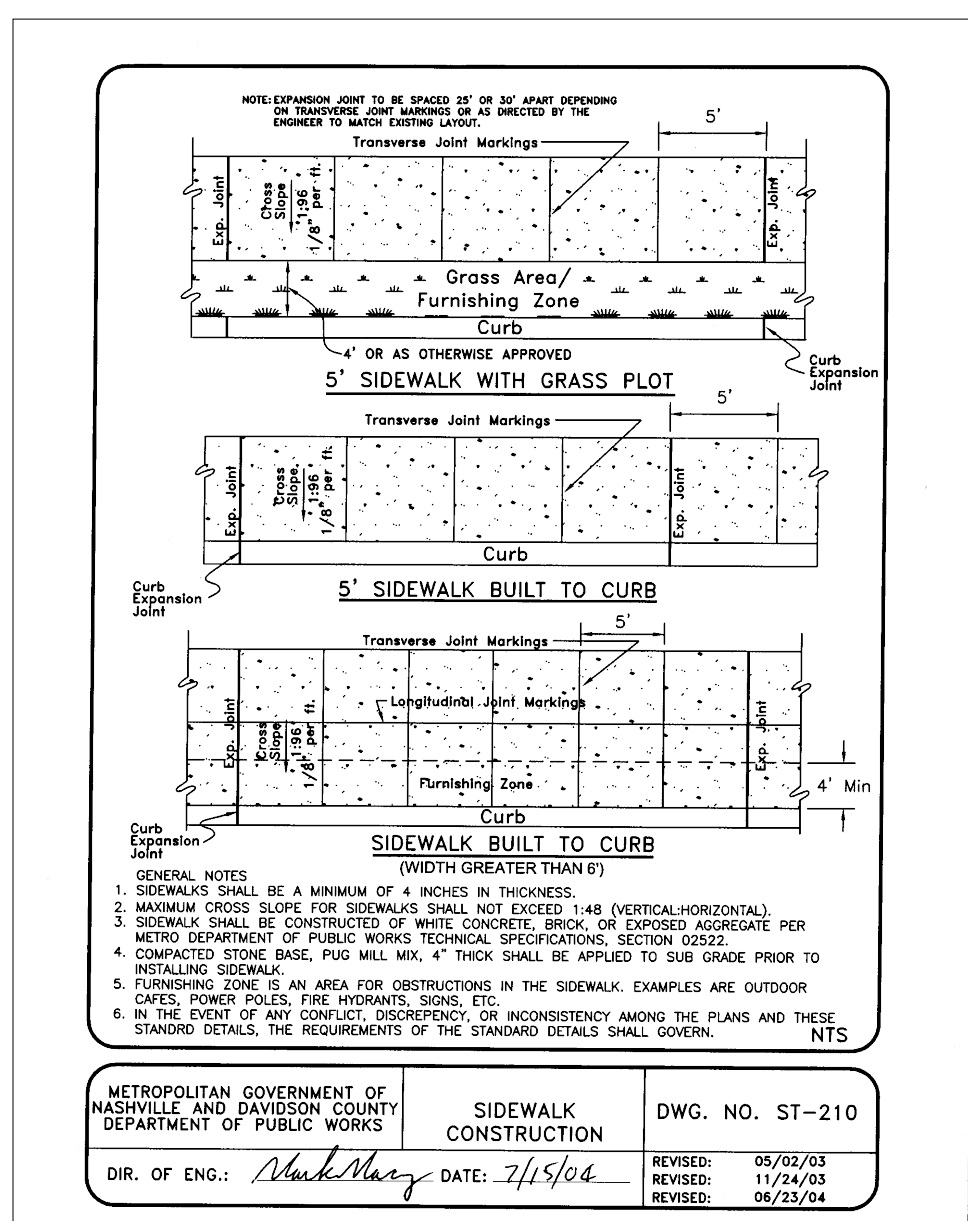 NOTE: EXPANSION JOINT TO BE SPACED 25' OR 30' APART DEPENDING
ON TRANSVERSE JOINT MARKINGS OR AS DIRECTED BY THE
ENGINEER TO MATCH EXISTING LAYOUT.
5'
Transverse Joint Markings
Exp. Joint
Cross
Slope
1:96
1/8" per ft.
Exp. Joint
Grass Area/
Furnishing Zone
Curb
4' OR AS OTHERWISE APPROVED
Curb
Expansion
Joint
5' SIDEWALK WITH GRASS PLOT
5'
Transverse Joint Markings
Exp. Joint
Cross
Slope
1:96
1/8" per ft.
Exp. Joint
Curb
Curb
Expansion
Joint
5' SIDEWALK BUILT TO CURB
5'
Transverse Joint Markings
Longitudinal Joint Markings
Exp. Joint
Cross
Slope
1:96
1/8" per ft.
Exp. Joint
Furnishing Zone
4' Min
Curb
Curb
Expansion
Joint
SIDEWALK BUILT TO CURB
(WIDTH GREATER THAN 6')
GENERAL NOTES
1. SIDEWALKS SHALL BE A MINIMUM OF 4 INCHES IN THICKNESS.
2. MAXIMUM CROSS SLOPE FOR SIDEWALKS SHALL NOT EXCEED 1:48 (VERTICAL:HORIZONTAL).
3. SIDEWALK SHALL BE CONSTRUCTED OF WHITE CONCRETE, BRICK, OR EXPOSED AGGREGATE PER
METRO DEPARTMENT OF PUBLIC WORKS TECHNICAL SPECIFICATIONS, SECTION 02522.
4. COMPACTED STONE BASE, PUG MILL MIX, 4" THICK SHALL BE APPLIED TO SUB GRADE PRIOR TO
INSTALLING SIDEWALK.
5. FURNISHING ZONE IS AN AREA FOR OBSTRUCTIONS IN THE SIDEWALK. EXAMPLES ARE OUTDOOR
CAFES, POWER POLES, FIRE HYDRANTS, SIGNS, ETC.
6. IN THE EVENT OF ANY CONFLICT, DISCREPENCY, OR INCONSISTENCY AMONG THE PLANS AND THESE
STANDRD DETAILS, THE REQUIREMENTS OF THE STANDARD DETAILS SHALL GOVERN.
NTS
METROPOLITAN GOVERNMENT OF
NASHVILLE AND DAVIDSON COUNTY
DEPARTMENT OF PUBLIC WORKS
SIDEWALK
CONSTRUCTION
DWG. NO. ST-210
DIR. OF ENG.: Mark Macy DATE: 7/15/04
REVISED: 05/02/03
REVISED: 11/24/03
REVISED: 06/23/04